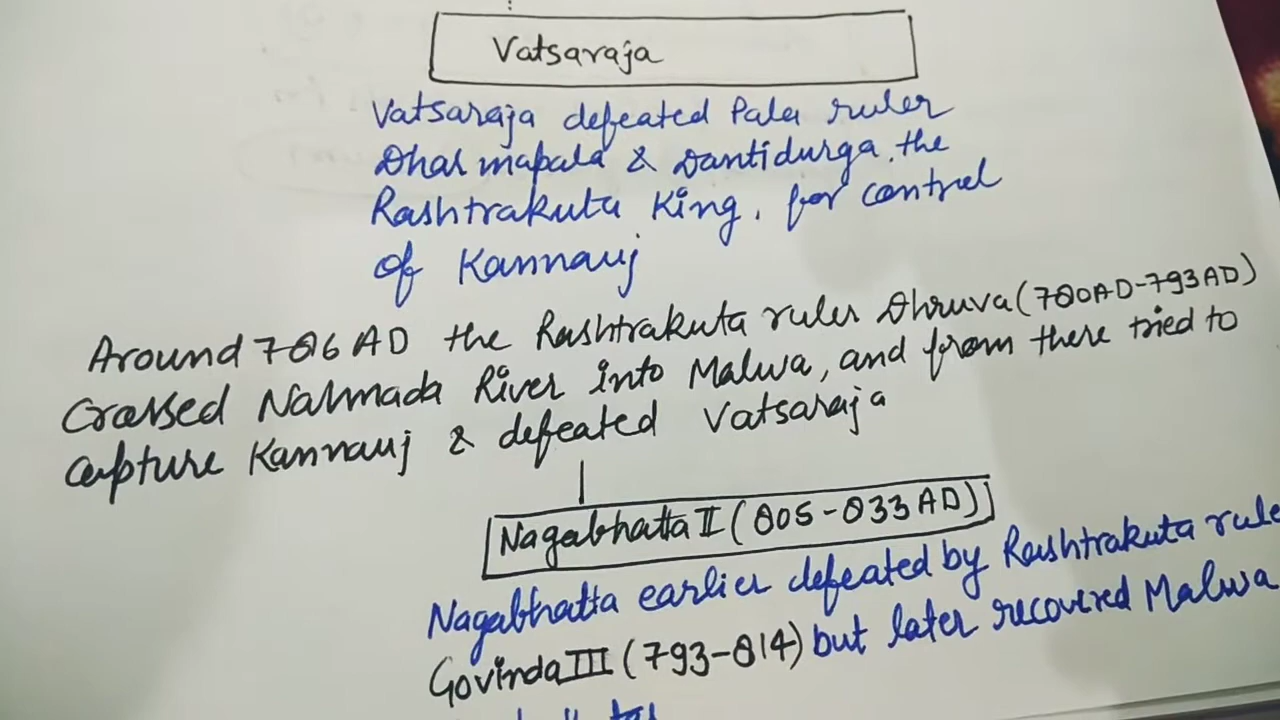 Vatsaraja
Vatsaraja defeated Pala ruler
Dharmapala & Dantidurga, the
Rashtrakuta King, for control
of Kannauj
Around 786 AD the Rashtrakuta ruler Dhruva (780AD-793AD)
Crossed Narmada River into Malwa, and from there tried to
capture Kannauj & defeated Vatsaraja
Nagabhatta II (805-833 AD)
Nagabhatta earlier defeated by Rashtrakuta rule
Govinda III (793-814) but later recovered Malwa